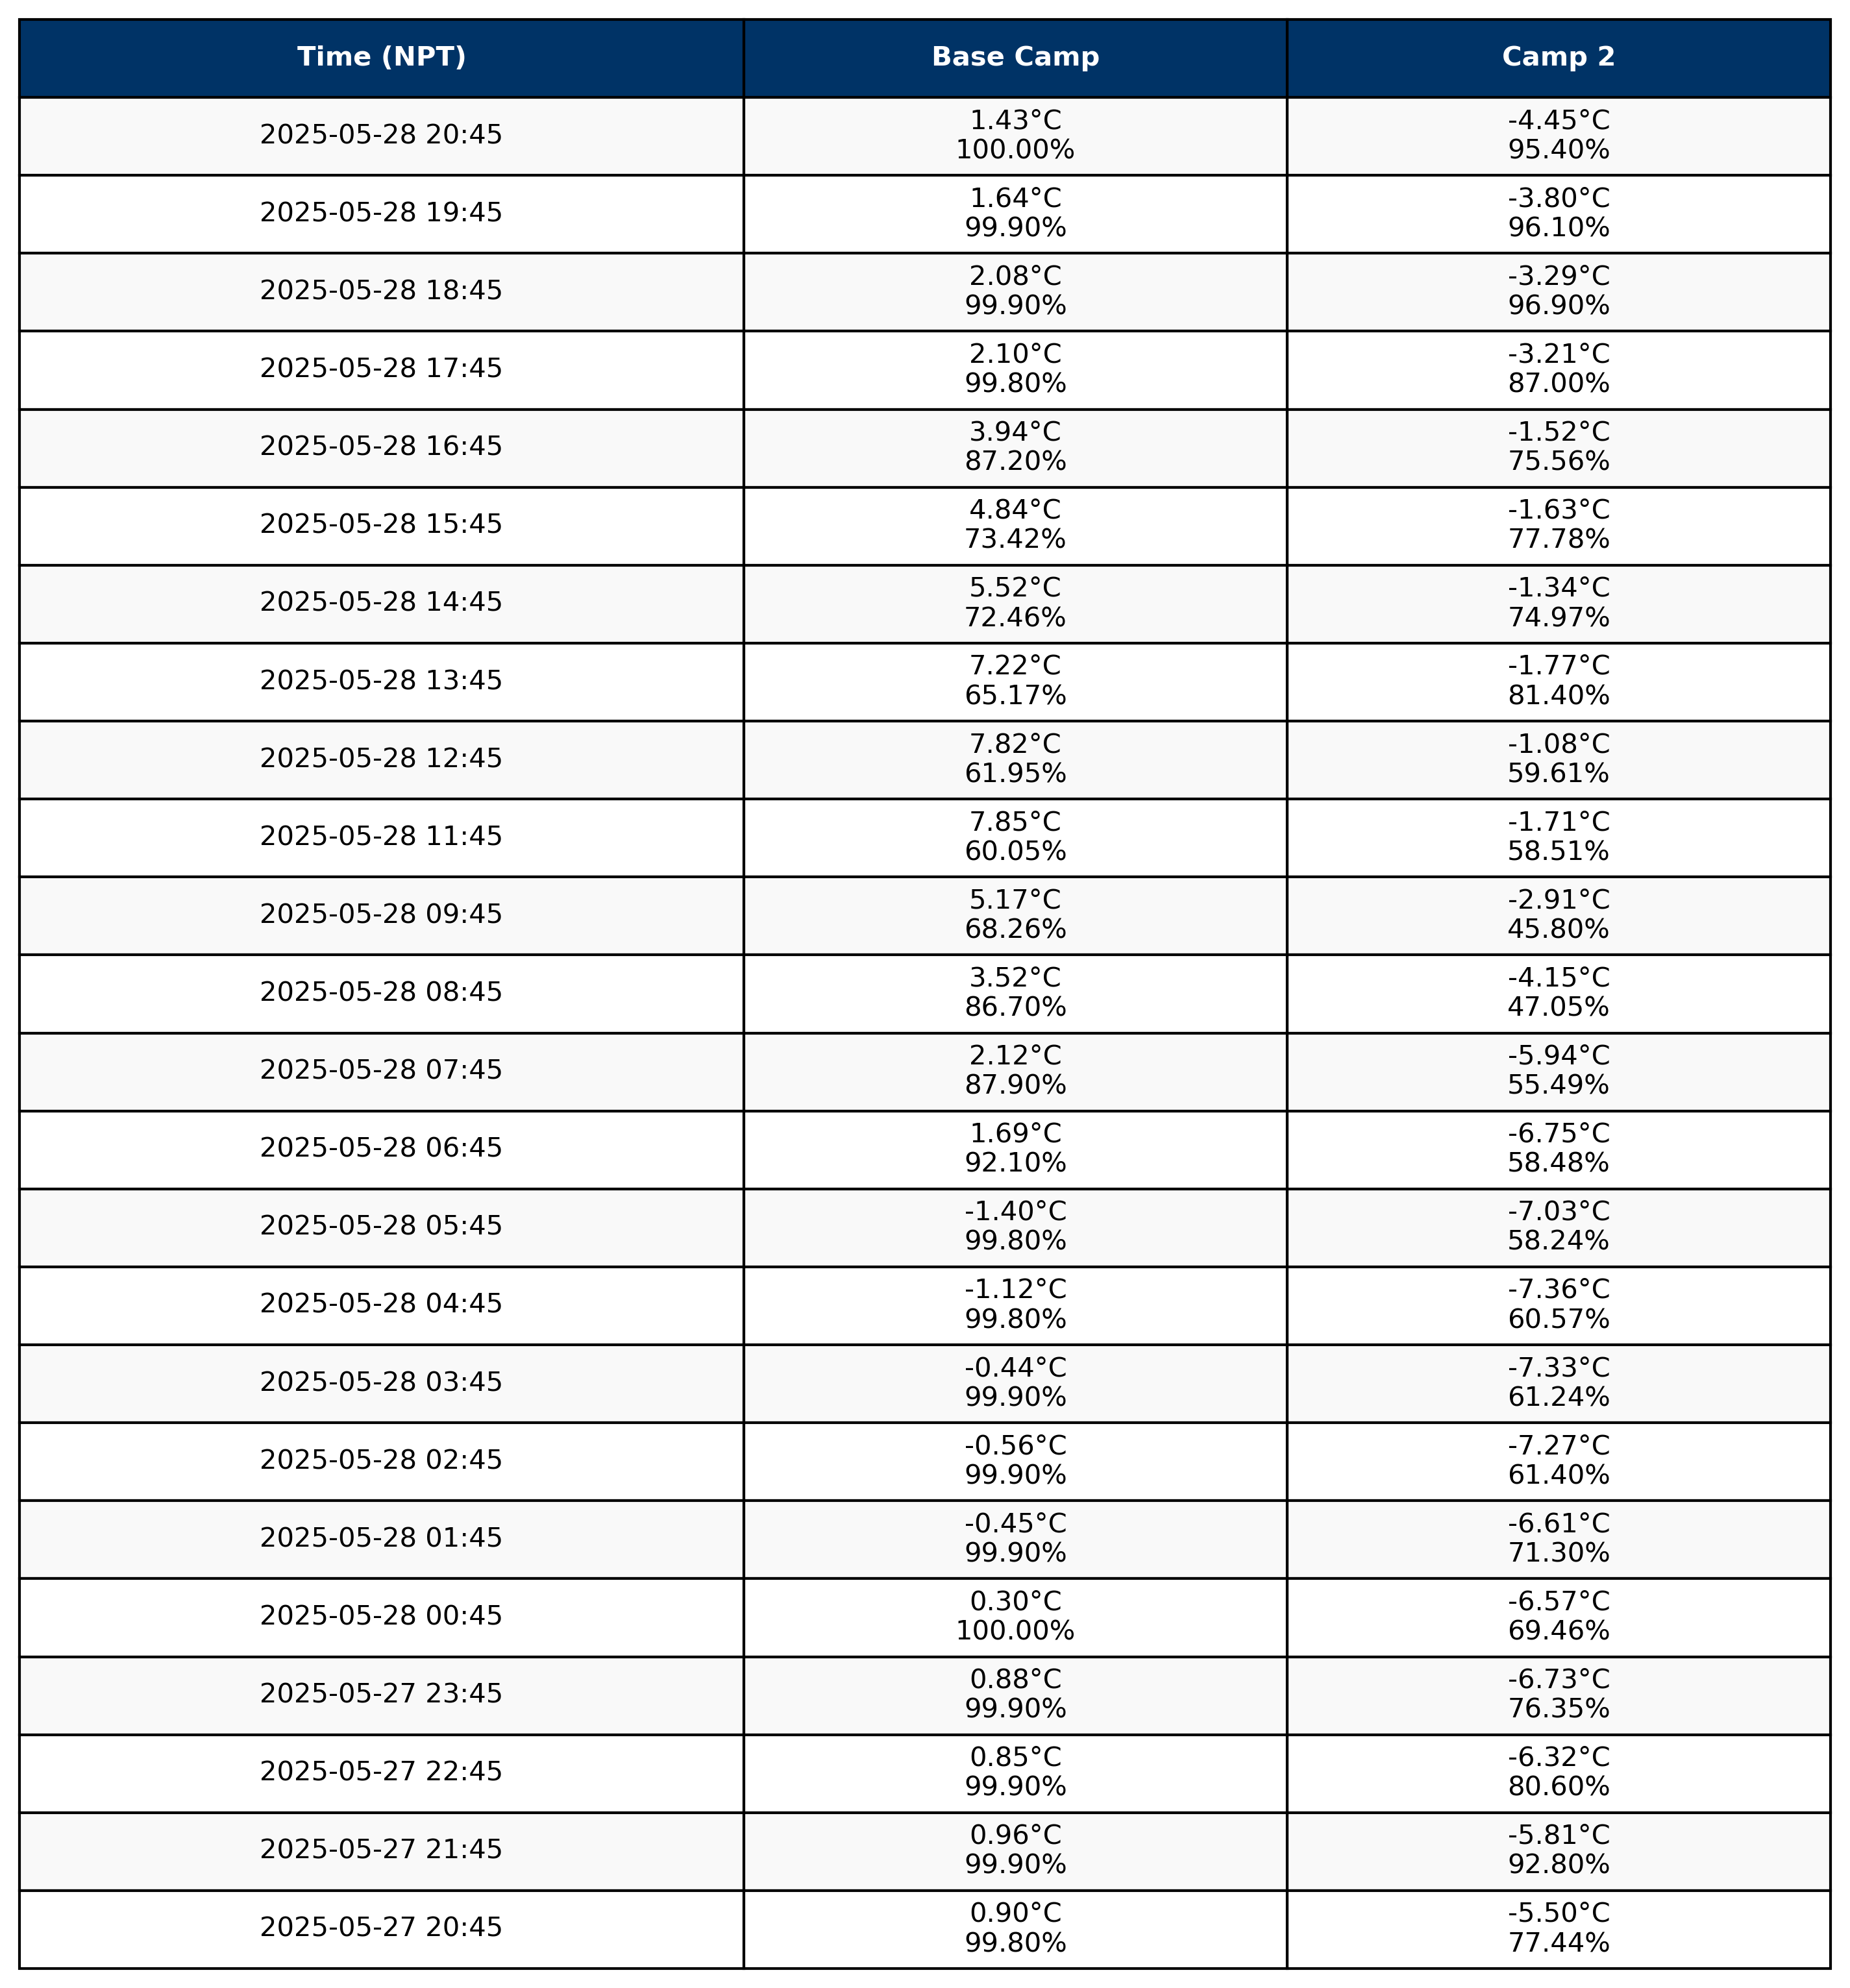 Time (NPT) Base Camp Camp 2
2025-05-28 20:45 1.43°C -4.45°C
100.00% 95.40%
2025-05-28 19:45 1.64°C -3.80°C
99.90% 96.10%
2025-05-28 18:45 2.08°C -3.29°C
99.90% 96.90%
2025-05-28 17:45 2.10°C -3.21°C
99.80% 87.00%
2025-05-28 16:45 3.94°C -1.52°C
87.20% 75.56%
2025-05-28 15:45 4.84°C -1.63°C
73.42% 77.78%
2025-05-28 14:45 5.52°C -1.34°C
72.46% 74.97%
2025-05-28 13:45 7.22°C -1.77°C
65.17% 81.40%
2025-05-28 12:45 7.82°C -1.08°C
61.95% 59.61%
2025-05-28 11:45 7.85°C -1.71°C
60.05% 58.51%
2025-05-28 09:45 5.17°C -2.91°C
68.26% 45.80%
2025-05-28 08:45 3.52°C -4.15°C
86.70% 47.05%
2025-05-28 07:45 2.12°C -5.94°C
87.90% 55.49%
2025-05-28 06:45 1.69°C -6.75°C
92.10% 58.48%
2025-05-28 05:45 -1.40°C -7.03°C
99.80% 58.24%
2025-05-28 04:45 -1.12°C -7.36°C
99.80% 60.57%
2025-05-28 03:45 -0.44°C -7.33°C
99.90% 61.24%
2025-05-28 02:45 -0.56°C -7.27°C
99.90% 61.40%
2025-05-28 01:45 -0.45°C -6.61°C
99.90% 71.30%
2025-05-28 00:45 0.30°C -6.57°C
100.00% 69.46%
2025-05-27 23:45 0.88°C -6.73°C
99.90% 76.35%
2025-05-27 22:45 0.85°C -6.32°C
99.90% 80.60%
2025-05-27 21:45 0.96°C -5.81°C
99.90% 92.80%
2025-05-27 20:45 0.90°C -5.50°C
99.80% 77.44%